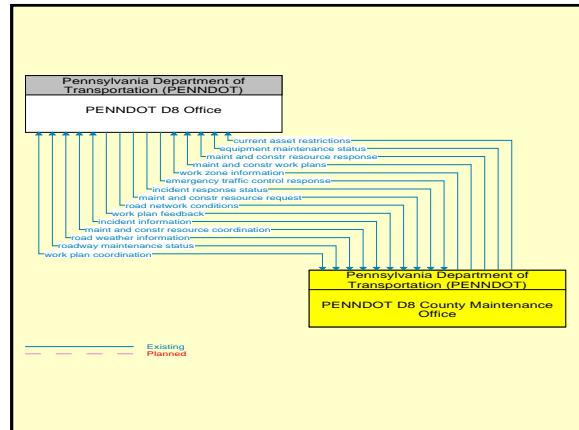 Pennsylvania Department of
Transportation (PENNDOT)
PENNDOT D8 Office
current asset restrictions
equipment maintenance status
maint and constr resource response
maint and constr work plans
work zone information
emergency traffic control response
incident response status
maint and constr resource request
road network conditions
work plan feedback
incident information
maint and constr resource coordination
road weather information
roadway maintenance status
work plan coordination
Pennsylvania Department of
Transportation (PENNDOT)
PENNDOT D8 County Maintenance
Office
Existing
Planned